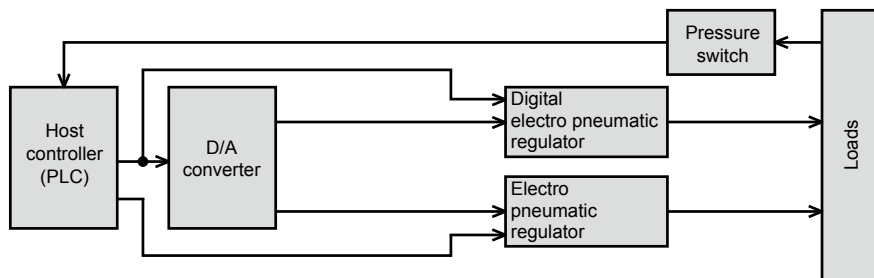 Pressure
switch
Host
controller
(PLC)
D/A
converter
Digital
electro pneumatic
regulator
Electro
pneumatic
regulator
Loads